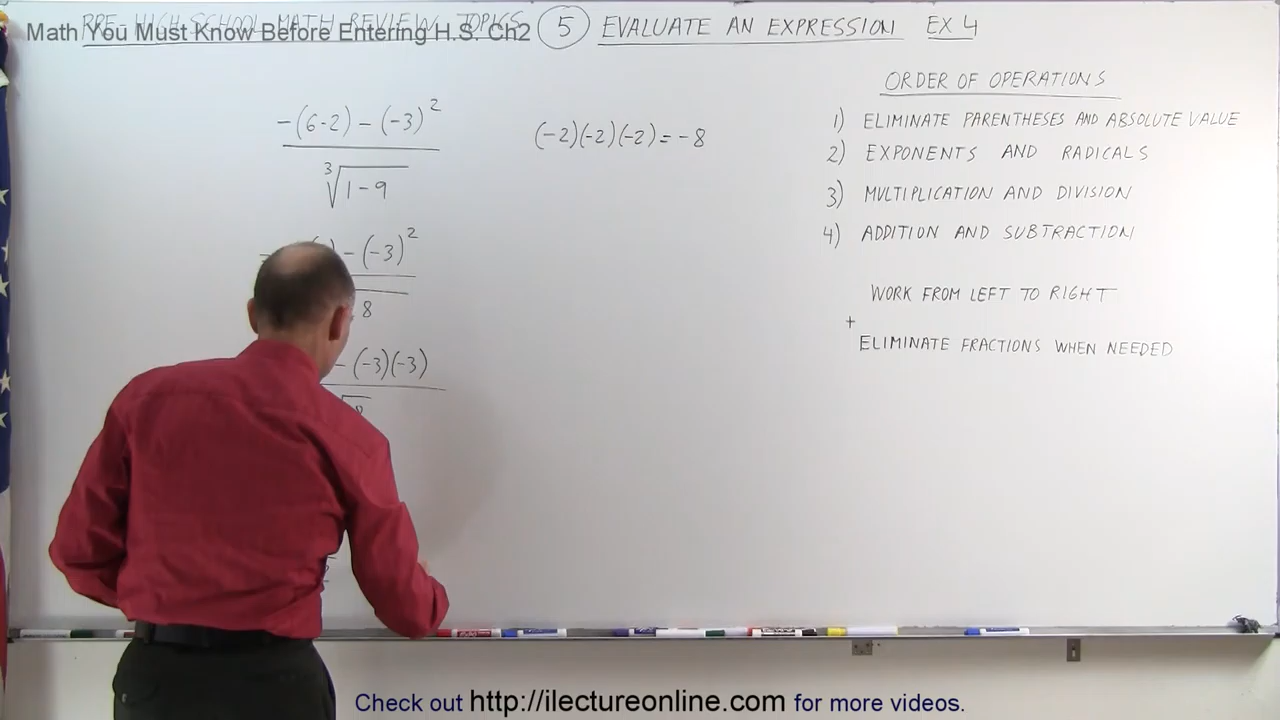 PRE-HIGH SCHOOL MATH REVIEW TOPICS
Math You Must Know Before Entering H.S. Ch2
5 EVALUATE AN EXPRESSION EX 4
-(6-2) - (-3)²
∛(1-9)
(-2)(-2)(-2) = -8
- (-3)²
8
- (-3)(-3)
8
ORDER OF OPERATIONS
1) ELIMINATE PARENTHESES AND ABSOLUTE VALUE
2) EXPONENTS AND RADICALS
3) MULTIPLICATION AND DIVISION
4) ADDITION AND SUBTRACTION
WORK FROM LEFT TO RIGHT
+
ELIMINATE FRACTIONS WHEN NEEDED
Check out http://ilectureonline.com for more videos.